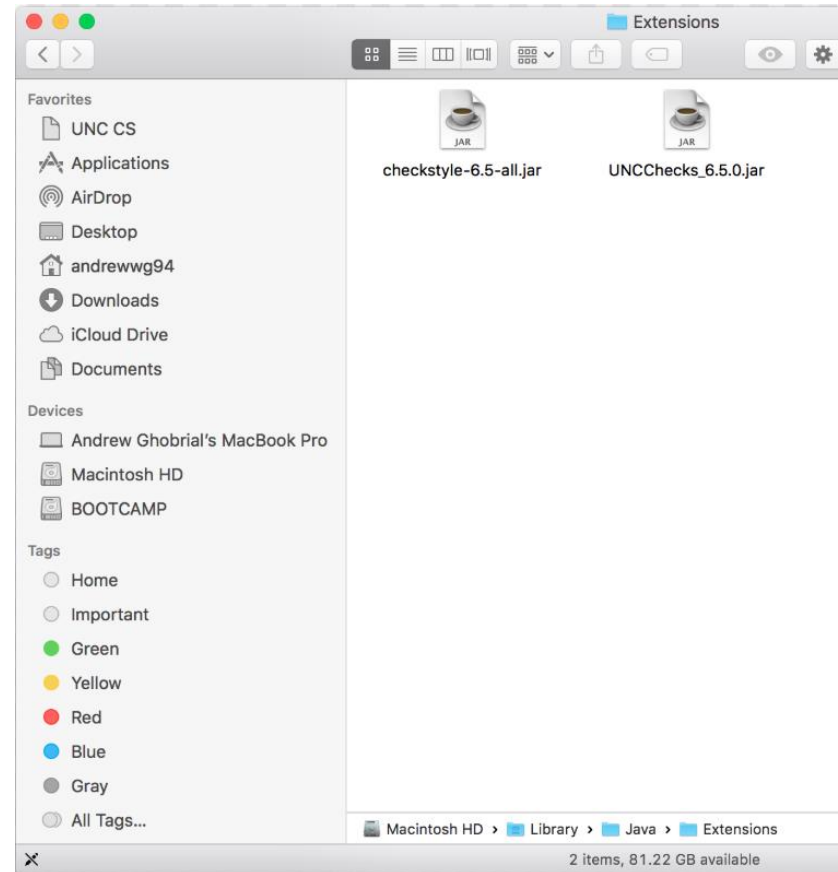 Extensions
Favorites
UNC CS
Applications
AirDrop
Desktop
andrewwg94
Downloads
iCloud Drive
Documents
Devices
Andrew Ghobrial's MacBook Pro
Macintosh HD
BOOTCAMP
Tags
Home
Important
Green
Yellow
Red
Blue
Gray
All Tags...
JAR JAR
checkstyle-6.5-all.jar UNCChecks_6.5.0.jar
Macintosh HD › Library › Java › Extensions
2 items, 81.22 GB available